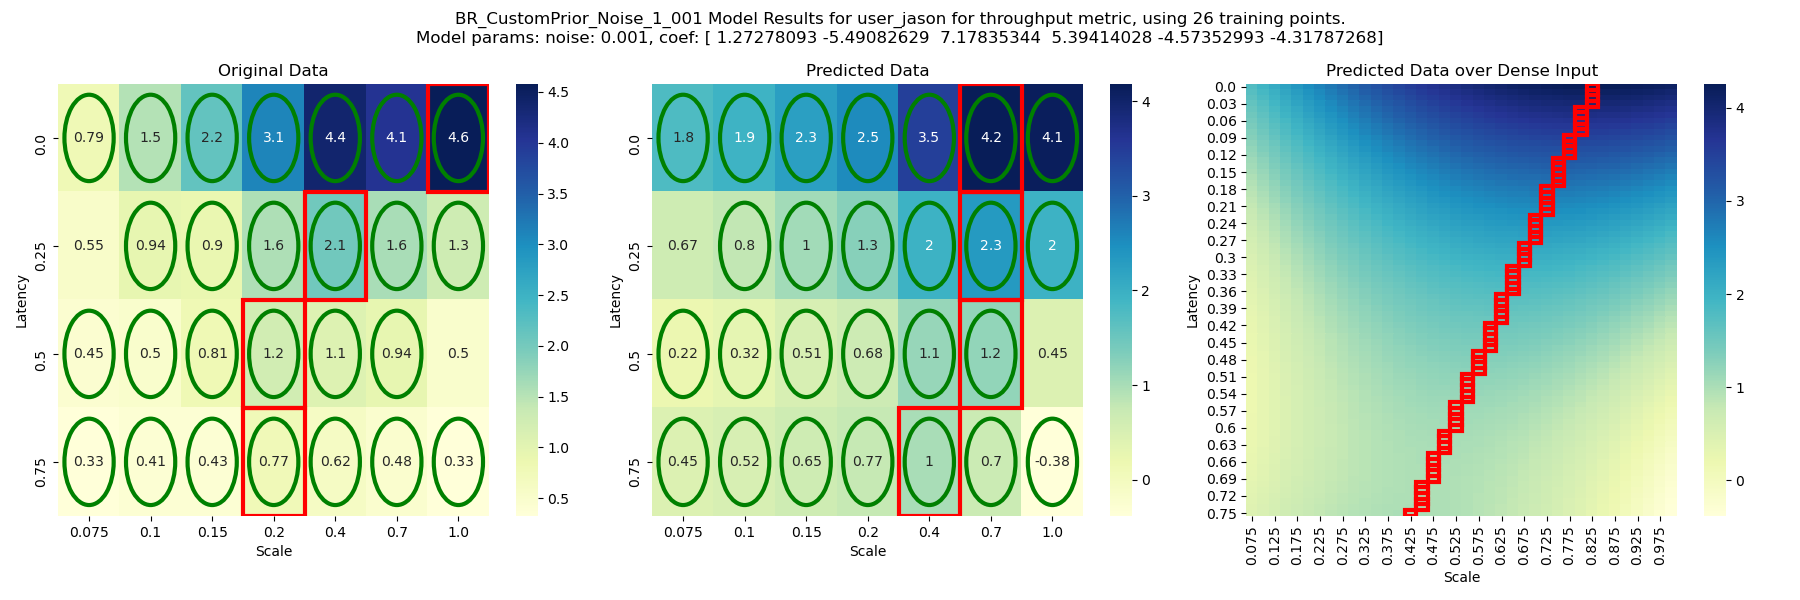 BR_CustomPrior_Noise_1_001 Model Results for user_jason for throughput metric, using 26 training points.
Model params: noise: 0.001, coef: [ 1.27278093 -5.49082629  7.17835344  5.39414028 -4.57352993 -4.31787268]
Original Data
0.0
0.25
0.5
0.75
Latency
0.79 1.5 2.2 3.1 4.4 4.1 4.6
0.55 0.94 0.9 1.6 2.1 1.6 1.3
0.45 0.5 0.81 1.2 1.1 0.94 0.5
0.33 0.41 0.43 0.77 0.62 0.48 0.33
0.075 0.1 0.15 0.2 0.4 0.7 1.0
Scale
4.5
4.0
3.5
3.0
2.5
2.0
1.5
1.0
0.5
Predicted Data
0.0
0.25
0.5
0.75
Latency
1.8 1.9 2.3 2.5 3.5 4.2 4.1
0.67 0.8 1 1.3 2 2.3 2
0.22 0.32 0.51 0.68 1.1 1.2 0.45
0.45 0.52 0.65 0.77 1 0.7 -0.38
0.075 0.1 0.15 0.2 0.4 0.7 1.0
Scale
4
3
2
1
0
Predicted Data over Dense Input
0.0
0.03
0.06
0.09
0.12
0.15
0.18
0.21
0.24
0.27
0.3
0.33
0.36
0.39
0.42
0.45
0.48
0.51
0.54
0.57
0.6
0.63
0.66
0.69
0.72
0.75
Latency
0.075 0.125 0.175 0.225 0.275 0.325 0.375 0.425 0.475 0.525 0.575 0.625 0.675 0.725 0.775 0.825 0.875 0.925 0.975
Scale
4
3
2
1
0